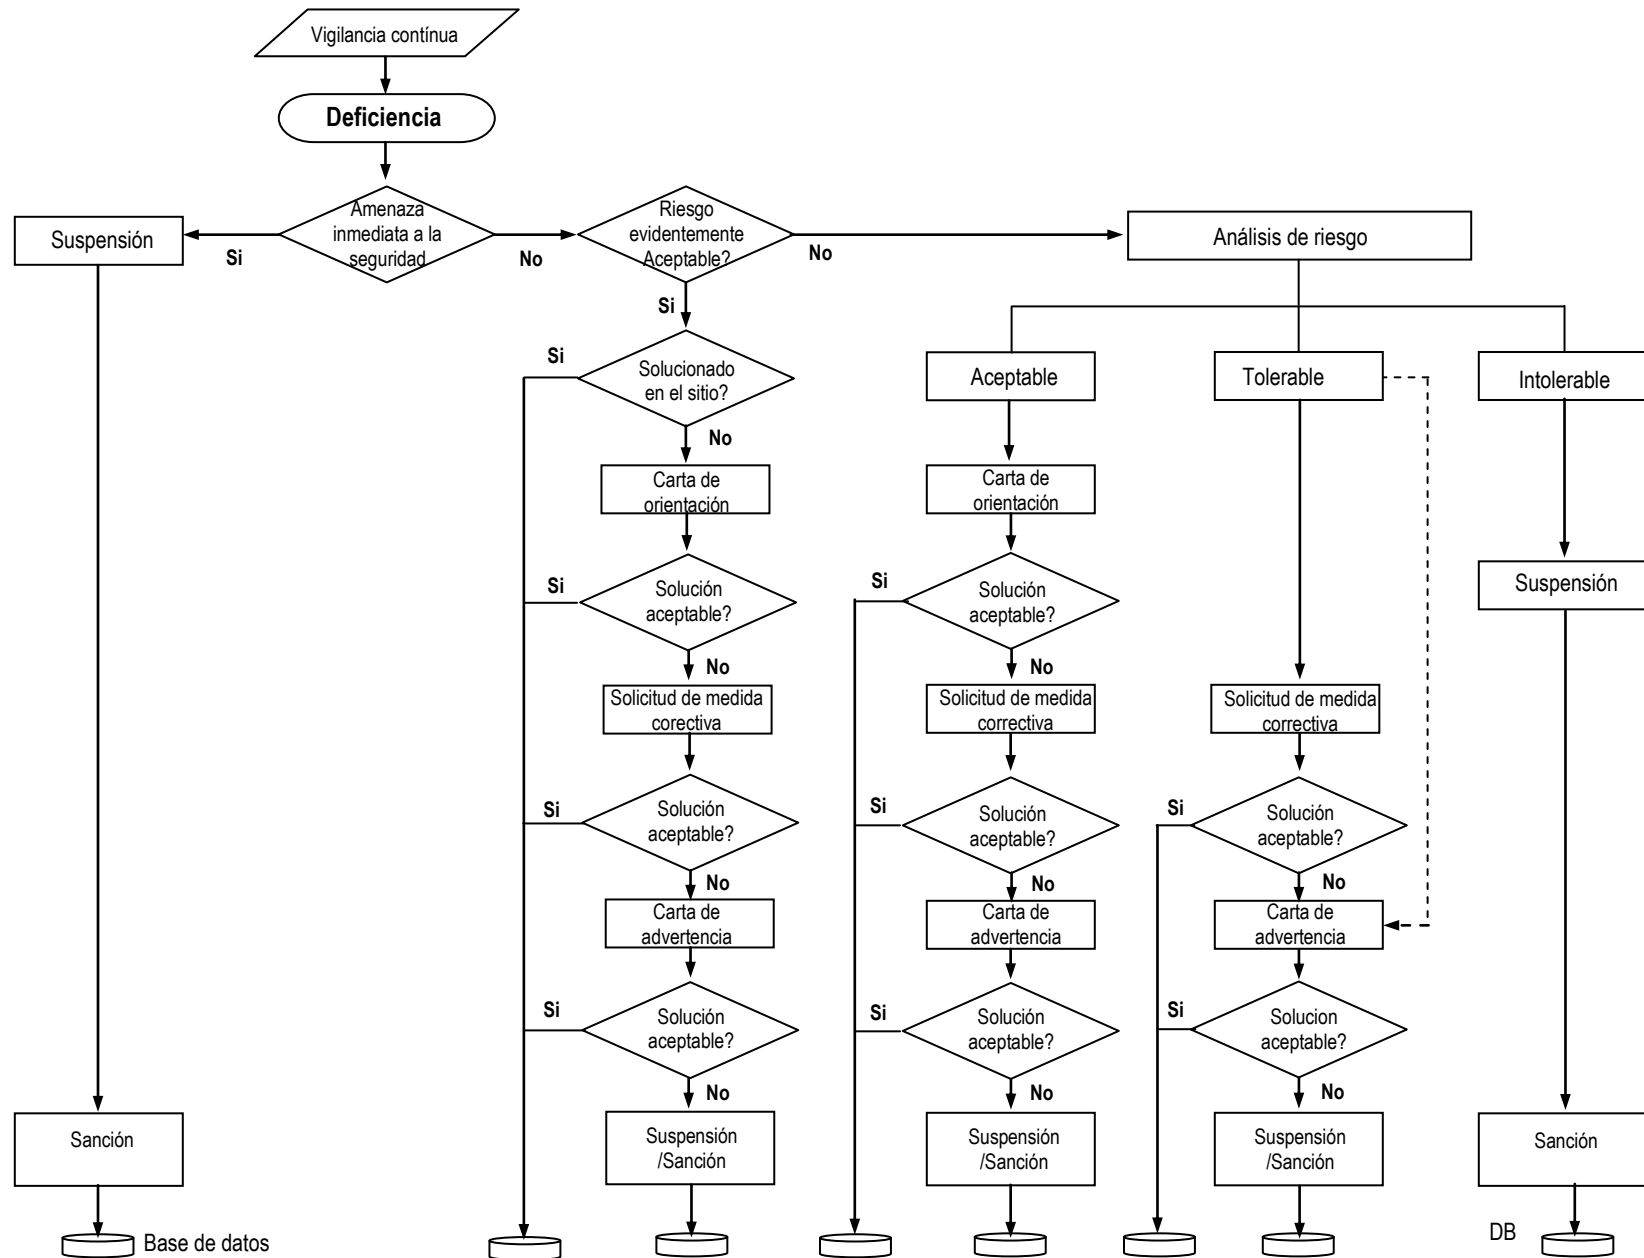 Vigilancia contínua
Deficiencia
Amenaza
inmediata a la
seguridad
Si
No
Suspensión
Riesgo
evidentemente
Aceptable?
No
Si
Análisis de riesgo
Solucionado
en el sitio?
Si
No
Aceptable
Tolerable
Intolerable
Carta de
orientación
Carta de
orientación
Solución
aceptable?
Si
No
Solución
aceptable?
Si
No
Suspensión
Solicitud de medida
corectiva
Solicitud de medida
correctiva
Solicitud de medida
correctiva
Solución
aceptable?
Si
No
Solución
aceptable?
Si
No
Solución
aceptable?
Si
No
Carta de
advertencia
Carta de
advertencia
Carta de
advertencia
Solución
aceptable?
Si
No
Solución
aceptable?
Si
No
Solucion
aceptable?
Si
No
Sanción
Suspensión
/Sanción
Suspensión
/Sanción
Suspensión
/Sanción
Sanción
Base de datos
DB